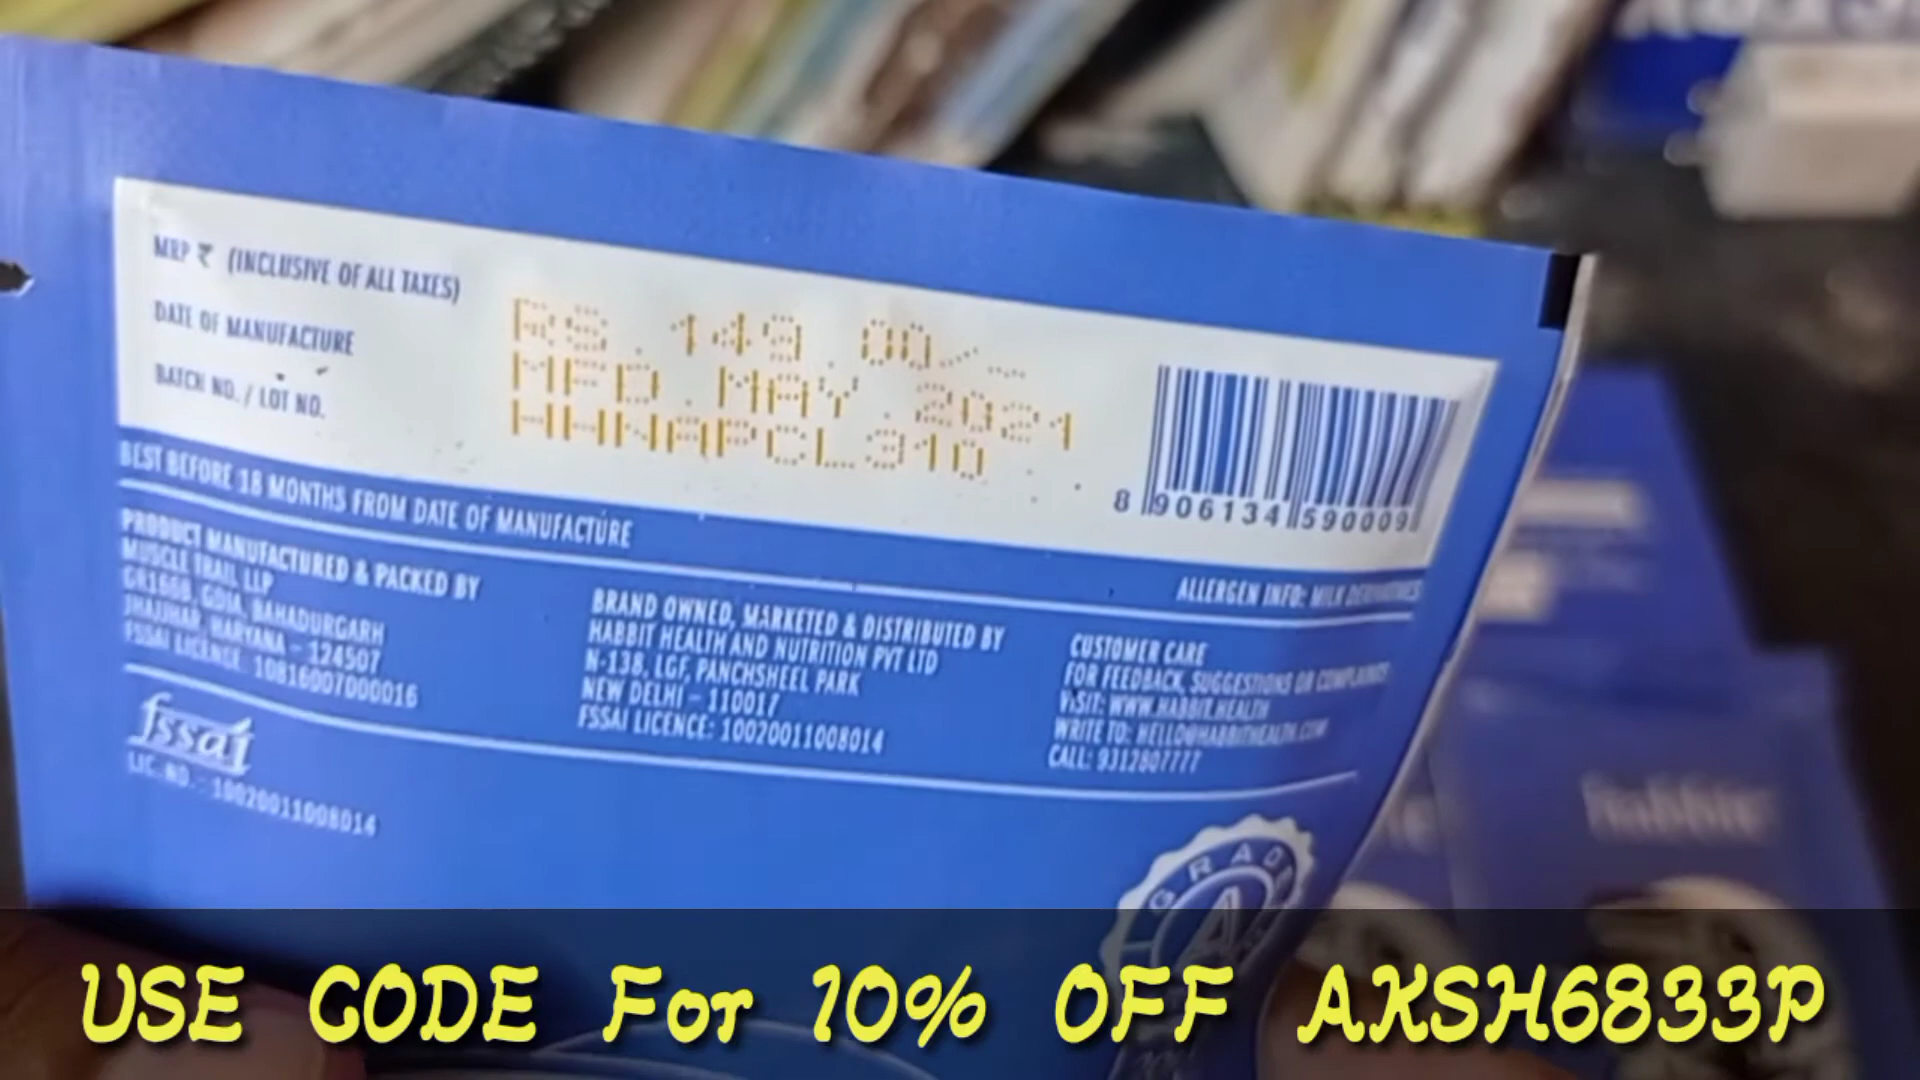 MRP ₹ (INCLUSIVE OF ALL TAXES)
DATE OF MANUFACTURE
BATCH NO. / LOT NO.
RS.149.00/-
MFD.MAY.2021
HHNAPCL310
8 906134 590009
BEST BEFORE 18 MONTHS FROM DATE OF MANUFACTURE
ALLERGEN INFO: MILK DERIVATIVES
PRODUCT MANUFACTURED & PACKED BY
MUSCLE TRAIL LLP
GR166B, GDIA, BAHADURGARH
JHAJJHAR, HARYANA - 124507
FSSAI LICENCE: 10816007000016
BRAND OWNED, MARKETED & DISTRIBUTED BY
HABBIT HEALTH AND NUTRITION PVT LTD
N-138, LGF, PANCHSHEEL PARK
NEW DELHI - 110017
FSSAI LICENCE: 10020011008014
CUSTOMER CARE
FOR FEEDBACK, SUGGESTIONS OR COMPLAINTS
VISIT: WWW.HABBIT.HEALTH
WRITE TO: HELLO@HABBITHEALTH.COM
CALL: 9312807777
fssai
LIC. NO. - 10020011008014
habbit
GRADE
A
USE CODE For 10% OFF AKSH6833P